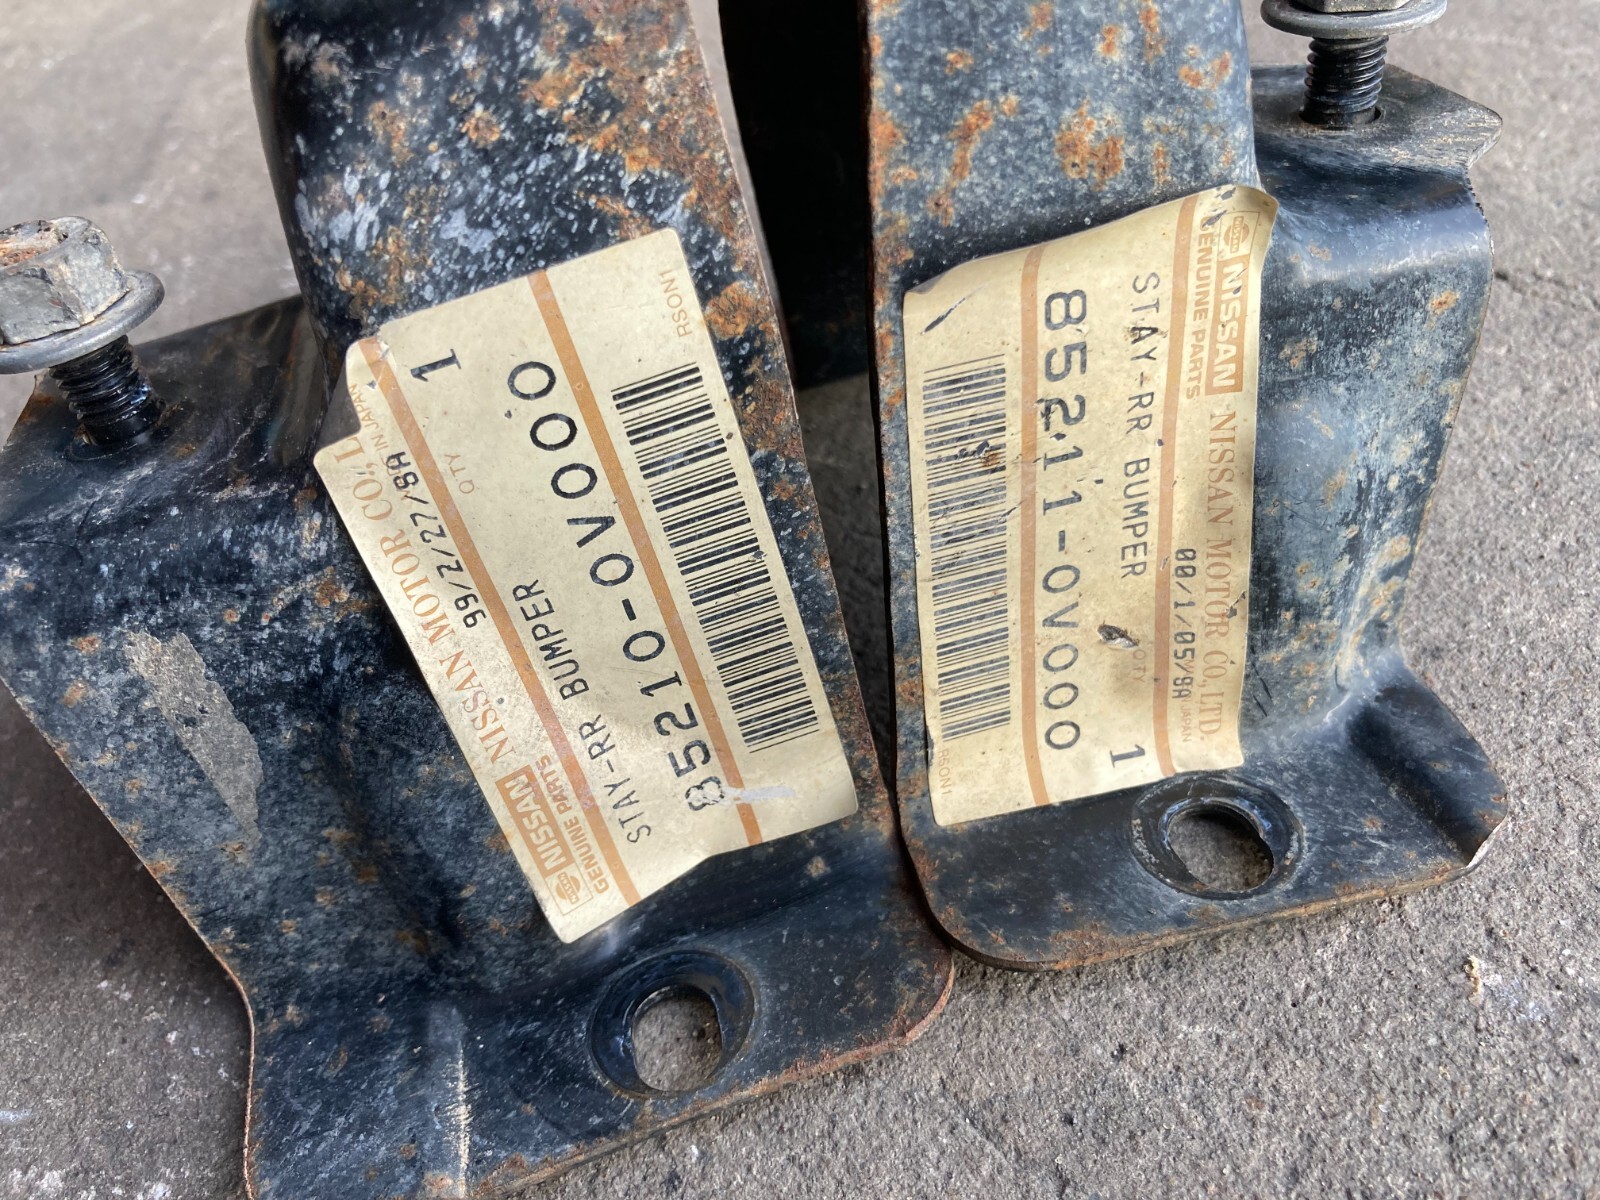 NISSAN NISSAN MOTOR CO., L
GENUINE PARTS IN JAPAN
99/2/27/9A
STAY-RR BUMPER QTY 1
85210-0V000
RSON1
NISSAN NISSAN MOTOR CO., LTD.
GENUINE PARTS JAPAN
00/1/05/9A
STAY-RR BUMPER QTY 1
85211-0V000
RSON1